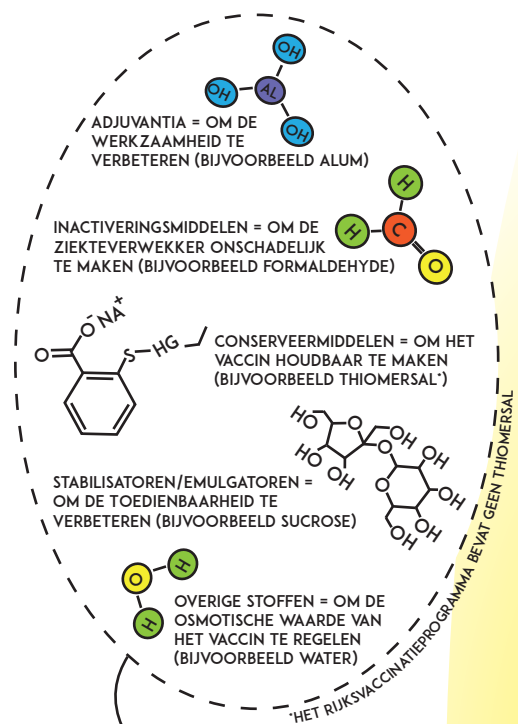 OH
OH
AL
OH
ADJUVANTIA = OM DE
WERKZAAMHEID TE
VERBETEREN (BIJVOORBEELD ALUM)
H
H
C
O
INACTIVERINGSMIDDELEN = OM DE
ZIEKTEVERWEKKER ONSCHADELIJK
TE MAKEN (BIJVOORBEELD FORMALDEHYDE)
O⁻NA⁺
O
S-HG
CONSERVEERMIDDELEN = OM HET
VACCIN HOUDBAAR TE MAKEN
(BIJVOORBEELD THIOMERSAL*)
HO
O
OH
HO
OH
O
O
OH
OH
OH
HO
OH
STABILISATOREN/EMULGATOREN =
OM DE TOEDIENBAARHEID TE
VERBETEREN (BIJVOORBEELD SUCROSE)
O
H
H
OVERIGE STOFFEN = OM DE
OSMOTISCHE WAARDE VAN
HET VACCIN TE REGELEN
(BIJVOORBEELD WATER)
*HET RIJKSVACCINATIEPROGRAMMA BEVAT GEEN THIOMERSAL